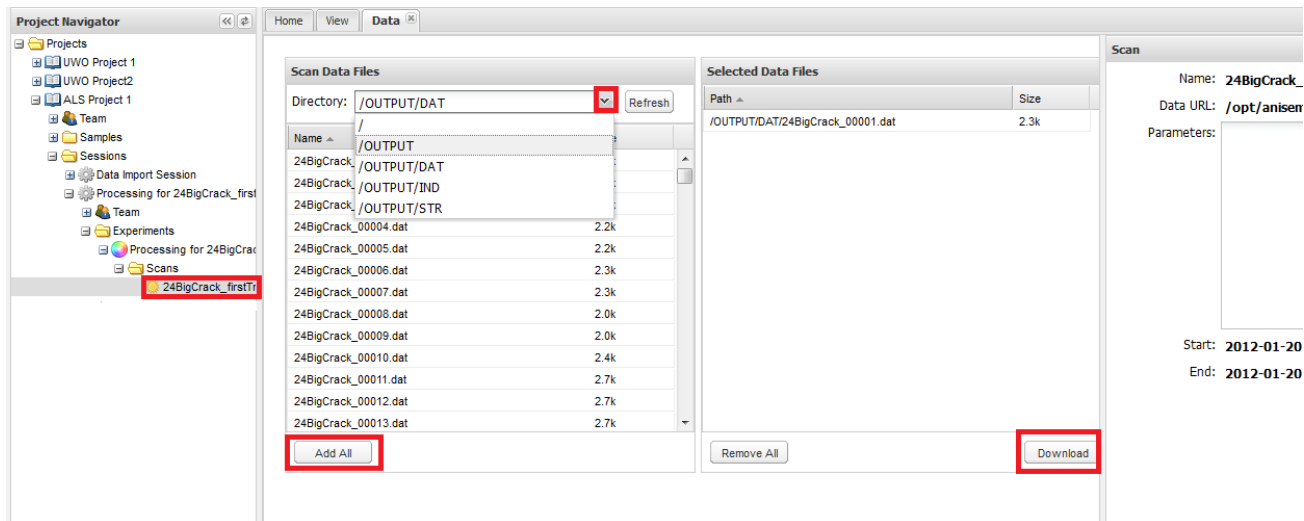 Project Navigator
Projects
UWO Project 1
UWO Project2
ALS Project 1
Team
Samples
Sessions
Data Import Session
Processing for 24BigCrack_first
Team
Experiments
Processing for 24BigCrac
Scans
24BigCrack_firstTr
Home View Data
Scan Data Files
Directory: /OUTPUT/DAT Refresh
/
/OUTPUT
/OUTPUT/DAT
/OUTPUT/IND
/OUTPUT/STR
Name
24BigCrack_
24BigCrack_
24BigCrack_
24BigCrack_00004.dat 2.2k
24BigCrack_00005.dat 2.2k
24BigCrack_00006.dat 2.3k
24BigCrack_00007.dat 2.3k
24BigCrack_00008.dat 2.0k
24BigCrack_00009.dat 2.0k
24BigCrack_00010.dat 2.4k
24BigCrack_00011.dat 2.7k
24BigCrack_00012.dat 2.7k
24BigCrack_00013.dat 2.7k
Add All
Selected Data Files
Path Size
/OUTPUT/DAT/24BigCrack_00001.dat 2.3k
Remove All Download
Scan
Name: 24BigCrack_
Data URL: /opt/anisem
Parameters:
Start: 2012-01-20
End: 2012-01-20